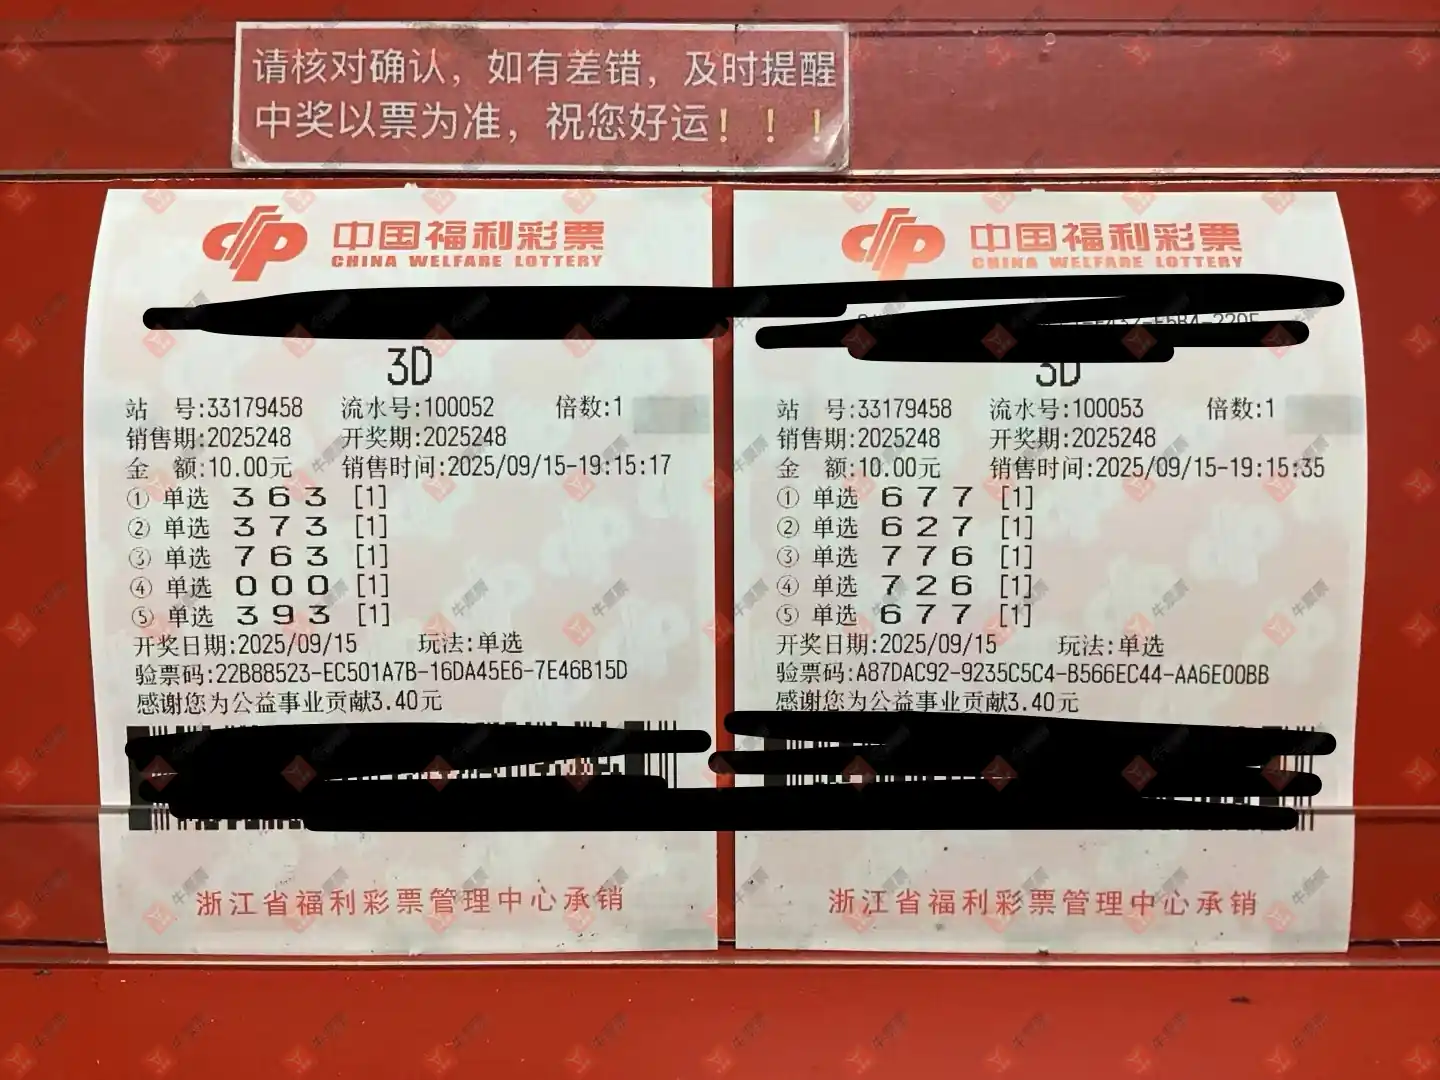 请核对确认，如有差错，及时提醒
中奖以票为准，祝您好运！！！
中国福利彩票
CHINA WELFARE LOTTERY
3D
站 号:33179458 流水号:100052 倍数:1
销售期:2025248 开奖期:2025248
金 额:10.00元 销售时间:2025/09/15-19:15:17
① 单选 3 6 3 [1]
② 单选 3 7 3 [1]
③ 单选 7 6 3 [1]
④ 单选 0 0 0 [1]
⑤ 单选 3 9 3 [1]
开奖日期:2025/09/15 玩法:单选
验票码:22B88523-EC501A7B-16DA45E6-7E46B15D
感谢您为公益事业贡献3.40元
浙江省福利彩票管理中心承销
中国福利彩票
CHINA WELFARE LOTTERY
3D
站 号:33179458 流水号:100053 倍数:1
销售期:2025248 开奖期:2025248
金 额:10.00元 销售时间:2025/09/15-19:15:35
① 单选 6 7 7 [1]
② 单选 6 2 7 [1]
③ 单选 7 7 6 [1]
④ 单选 7 2 6 [1]
⑤ 单选 6 7 7 [1]
开奖日期:2025/09/15 玩法:单选
验票码:A87DAC92-9235C5C4-B566EC44-AA6E00BB
感谢您为公益事业贡献3.40元
浙江省福利彩票管理中心承销